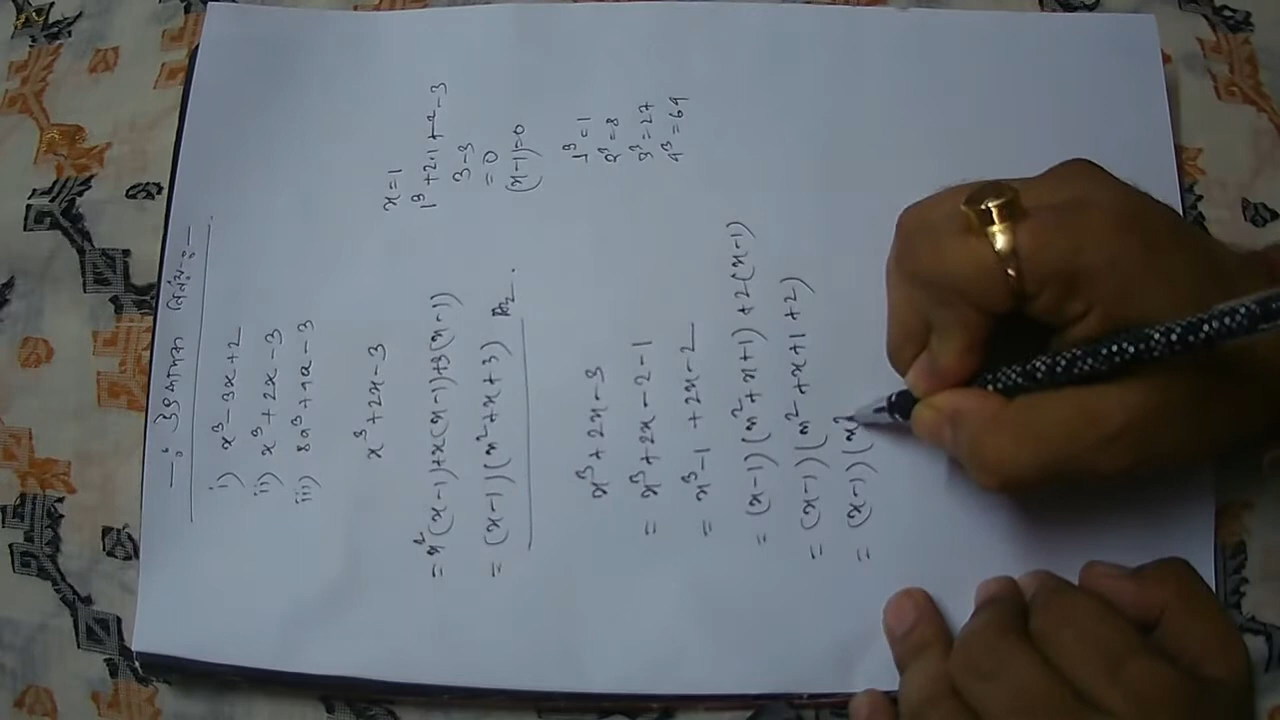 -: উৎপাদক নির্ণয় :-
i) x³ - 3x + 2
ii) x³ + 2x - 3
iii) 8a³ + 4a - 3
x³ + 2x - 3
= x²(x-1)+x(x-1)+3(x-1)
= (x-1)(x²+x+3)
x = 1
1³ + 2.1 - 3
3 - 3
= 0
(x-1)=0
x³ + 2x - 3
= x³ + 2x - 2 - 1
= x³ - 1 + 2x - 2
= (x-1)(x²+x+1) + 2(x-1)
= (x-1)(x²+x+1+2)
= (x-1)(x²
1³ = 1
2³ = 8
3³ = 27
4³ = 64